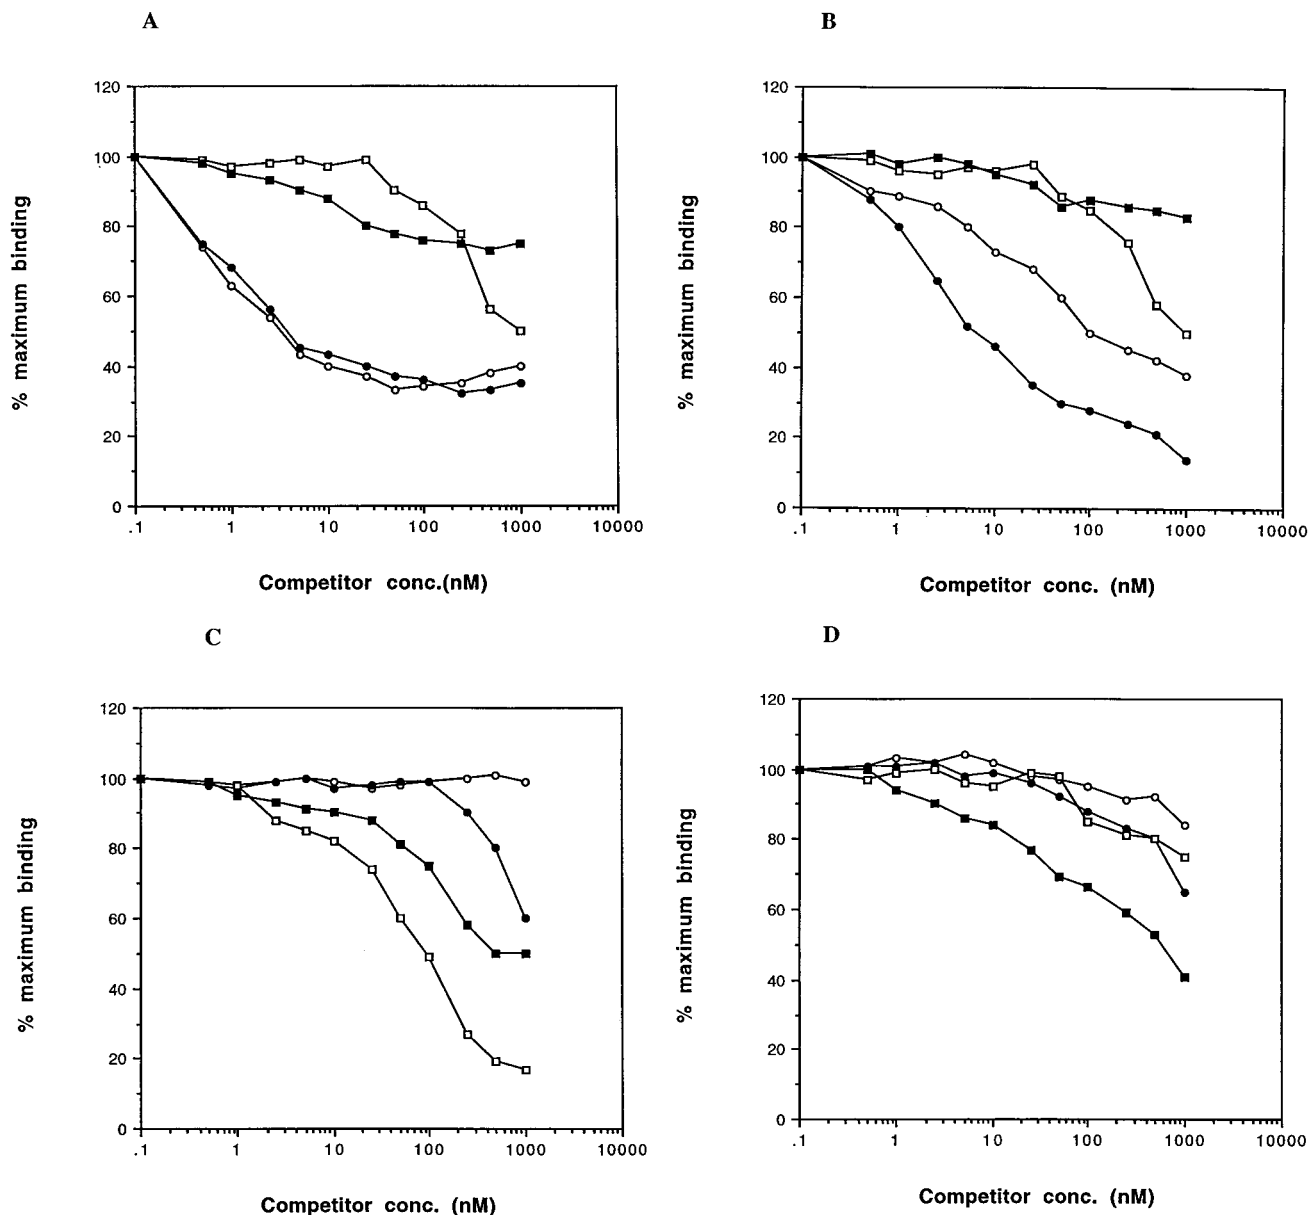 A
120
100
80
60
40
20
0
.1 1 10 100 1000 10000
% maximum binding
Competitor conc.(nM)
B
120
100
80
60
40
20
0
.1 1 10 100 1000 10000
% maximum binding
Competitor conc. (nM)
C
120
100
80
60
40
20
0
.1 1 10 100 1000 10000
% maximum binding
Competitor conc. (nM)
D
120
100
80
60
40
20
0
.1 1 10 100 1000 10000
% maximum binding
Competitor conc. (nM)